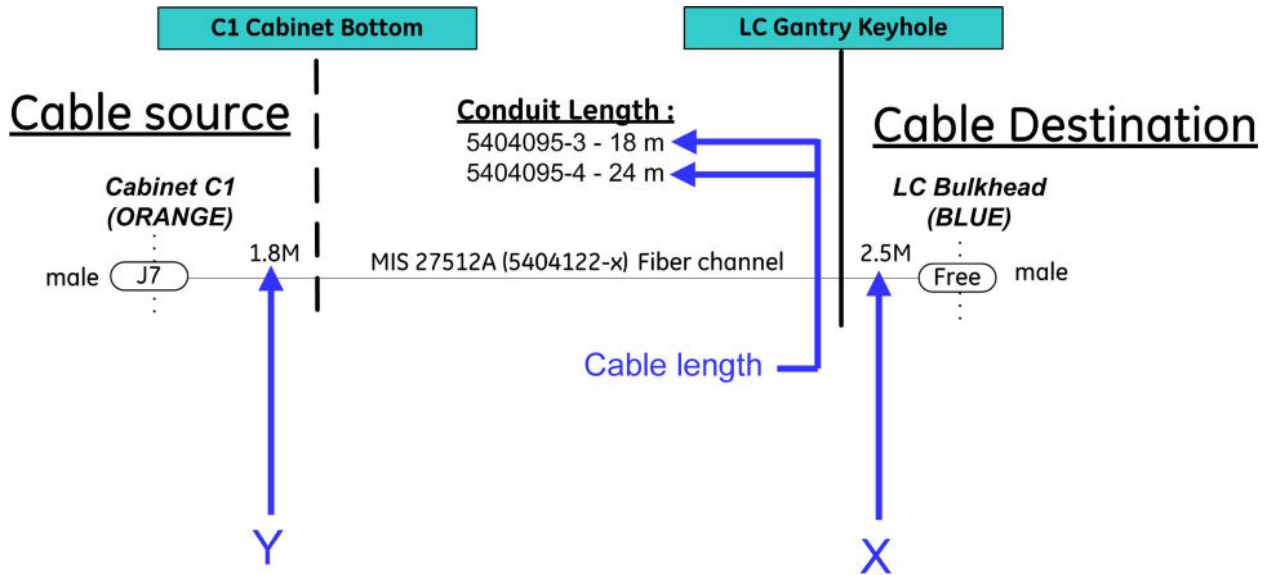 C1 Cabinet Bottom
LC Gantry Keyhole
Cable source
Conduit Length :
5404095-3 - 18 m
5404095-4 - 24 m
Cable Destination
Cabinet C1
(ORANGE)
LC Bulkhead
(BLUE)
male
J7
1.8M
MIS 27512A (5404122-x) Fiber channel
2.5M
Free
male
Cable length
Y
X